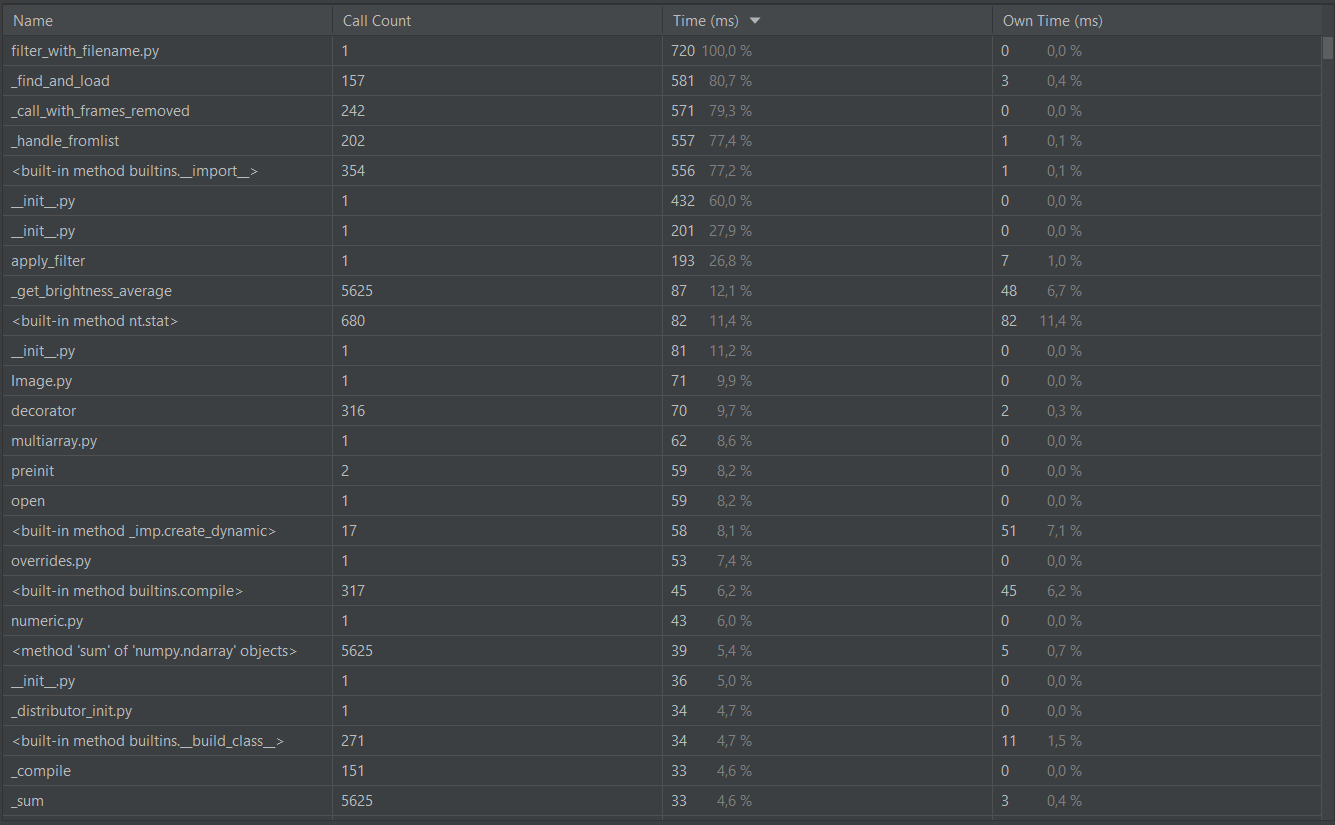 Name Call Count Time (ms) Own Time (ms)
filter_with_filename.py 1 720 100,0 % 0 0,0 %
_find_and_load 157 581 80,7 % 3 0,4 %
_call_with_frames_removed 242 571 79,3 % 0 0,0 %
_handle_fromlist 202 557 77,4 % 1 0,1 %
<built-in method builtins.__import__> 354 556 77,2 % 1 0,1 %
__init__.py 1 432 60,0 % 0 0,0 %
__init__.py 1 201 27,9 % 0 0,0 %
apply_filter 1 193 26,8 % 7 1,0 %
_get_brightness_average 5625 87 12,1 % 48 6,7 %
<built-in method nt.stat> 680 82 11,4 % 82 11,4 %
__init__.py 1 81 11,2 % 0 0,0 %
Image.py 1 71 9,9 % 0 0,0 %
decorator 316 70 9,7 % 2 0,3 %
multiarray.py 1 62 8,6 % 0 0,0 %
preinit 2 59 8,2 % 0 0,0 %
open 1 59 8,2 % 0 0,0 %
<built-in method _imp.create_dynamic> 17 58 8,1 % 51 7,1 %
overrides.py 1 53 7,4 % 0 0,0 %
<built-in method builtins.compile> 317 45 6,2 % 45 6,2 %
numeric.py 1 43 6,0 % 0 0,0 %
<method 'sum' of 'numpy.ndarray' objects> 5625 39 5,4 % 5 0,7 %
__init__.py 1 36 5,0 % 0 0,0 %
_distributor_init.py 1 34 4,7 % 0 0,0 %
<built-in method builtins.__build_class__> 271 34 4,7 % 11 1,5 %
_compile 151 33 4,6 % 0 0,0 %
_sum 5625 33 4,6 % 3 0,4 %